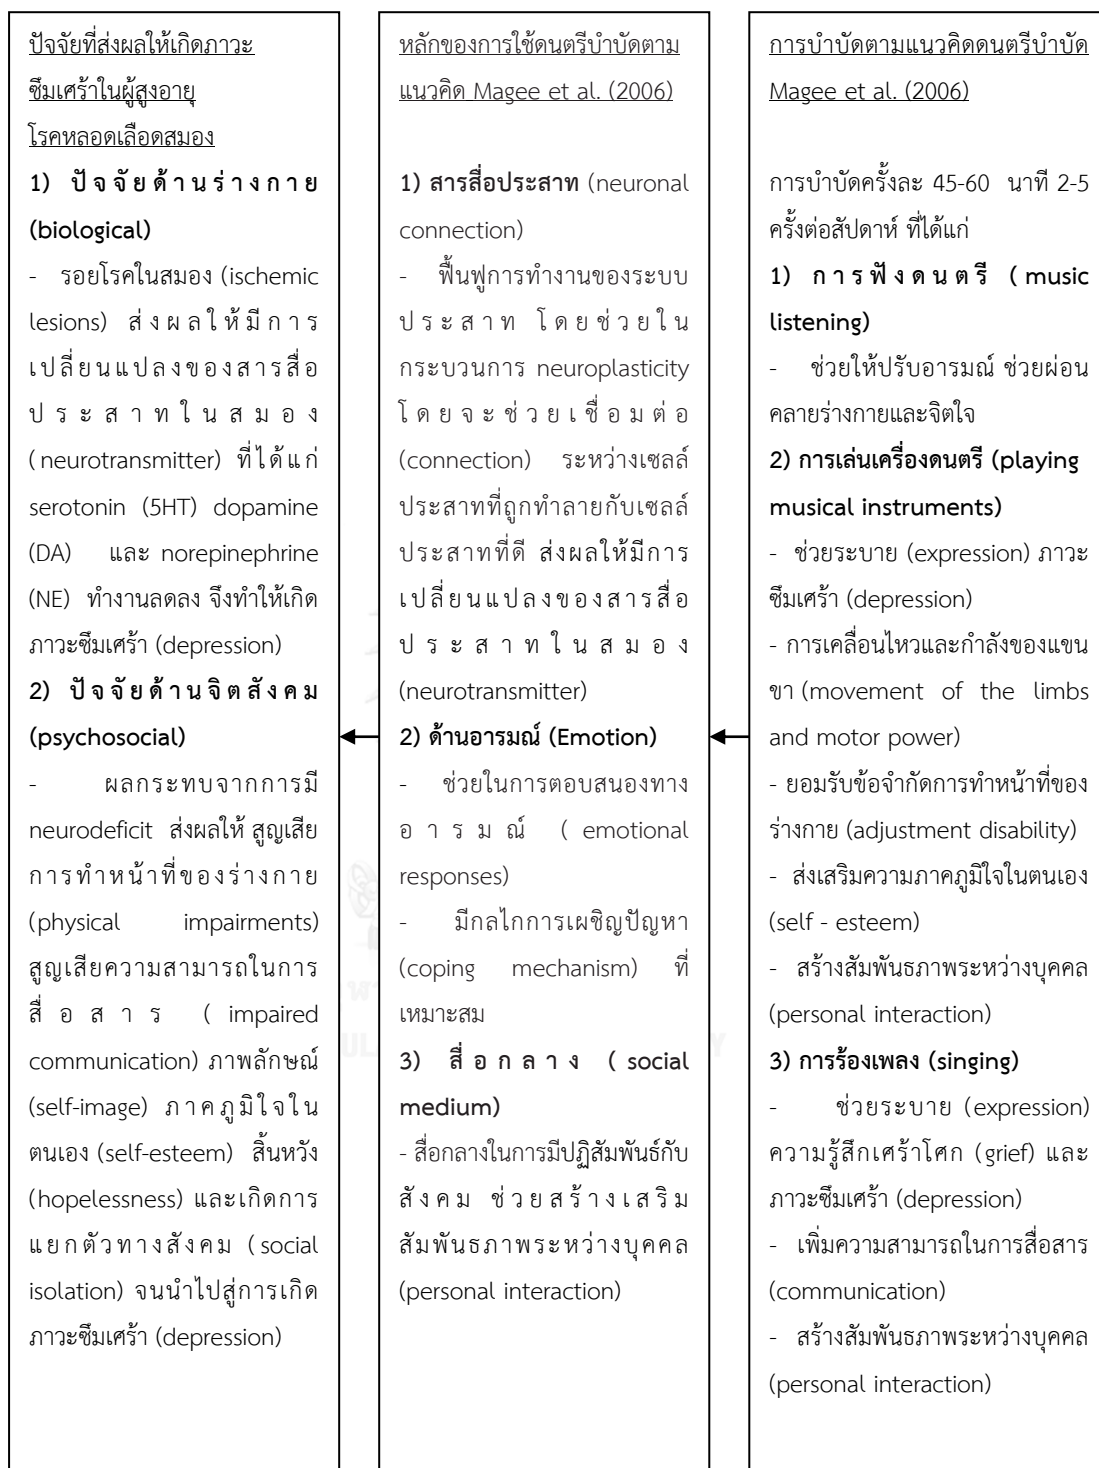 ปัจจัยที่ส่งผลให้เกิดภาวะ
ซึมเศร้าในผู้สูงอายุ
โรคหลอดเลือดสมอง
1) ปัจจัยด้านร่างกาย
(biological)
- รอยโรคในสมอง (ischemic
lesions) ส่งผลให้มีการ
เปลี่ยนแปลงของสารสื่อ
ประสาทในสมอง
(neurotransmitter) ที่ได้แก่
serotonin (5HT) dopamine
(DA) และ norepinephrine
(NE) ทำงานลดลง จึงทำให้เกิด
ภาวะซึมเศร้า (depression)
2) ปัจจัยด้านจิตสังคม
(psychosocial)
- ผลกระทบจากการมี
neurodeficit ส่งผลให้ สูญเสีย
การทำหน้าที่ของร่างกาย
(physical impairments)
สูญเสียความสามารถในการ
สื่อสาร ( impaired
communication) ภาพลักษณ์
(self-image) ภาคภูมิใจใน
ตนเอง (self-esteem) สิ้นหวัง
(hopelessness) และเกิดการ
แยกตัวทางสังคม ( social
isolation) จนนำไปสู่การเกิด
ภาวะซึมเศร้า (depression)
หลักของการใช้ดนตรีบำบัดตาม
แนวคิด Magee et al. (2006)
1) สารสื่อประสาท (neuronal
connection)
- ฟื้นฟูการทำงานของระบบ
ประสาท โดยช่วยใน
กระบวนการ neuroplasticity
โดยจะช่วยเชื่อมต่อ
(connection) ระหว่างเซลล์
ประสาทที่ถูกทำลายกับเซลล์
ประสาทที่ดี ส่งผลให้มีการ
เปลี่ยนแปลงของสารสื่อ
ประสาทในสมอง
(neurotransmitter)
2) ด้านอารมณ์ (Emotion)
- ช่วยในการตอบสนองทาง
อารมณ์ ( emotional
responses)
- มีกลไกการเผชิญปัญหา
(coping mechanism) ที่
เหมาะสม
3) สื่อกลาง ( social
medium)
- สื่อกลางในการมีปฏิสัมพันธ์กับ
สังคม ช่วยสร้างเสริม
สัมพันธภาพระหว่างบุคคล
(personal interaction)
การบำบัดตามแนวคิดดนตรีบำบัด
Magee et al. (2006)
การบำบัดครั้งละ 45-60 นาที 2-5
ครั้งต่อสัปดาห์ ที่ได้แก่
1) การฟังดนตรี ( music
listening)
- ช่วยให้ปรับอารมณ์ ช่วยผ่อน
คลายร่างกายและจิตใจ
2) การเล่นเครื่องดนตรี (playing
musical instruments)
- ช่วยระบาย (expression) ภาวะ
ซึมเศร้า (depression)
- การเคลื่อนไหวและกำลังของแขน
ขา (movement of the limbs
and motor power)
- ยอมรับข้อจำกัดการทำหน้าที่ของ
ร่างกาย (adjustment disability)
- ส่งเสริมความภาคภูมิใจในตนเอง
(self - esteem)
- สร้างสัมพันธภาพระหว่างบุคคล
(personal interaction)
3) การร้องเพลง (singing)
- ช่วยระบาย (expression)
ความรู้สึกเศร้าโศก (grief) และ
ภาวะซึมเศร้า (depression)
- เพิ่มความสามารถในการสื่อสาร
(communication)
- สร้างสัมพันธภาพระหว่างบุคคล
(personal interaction)